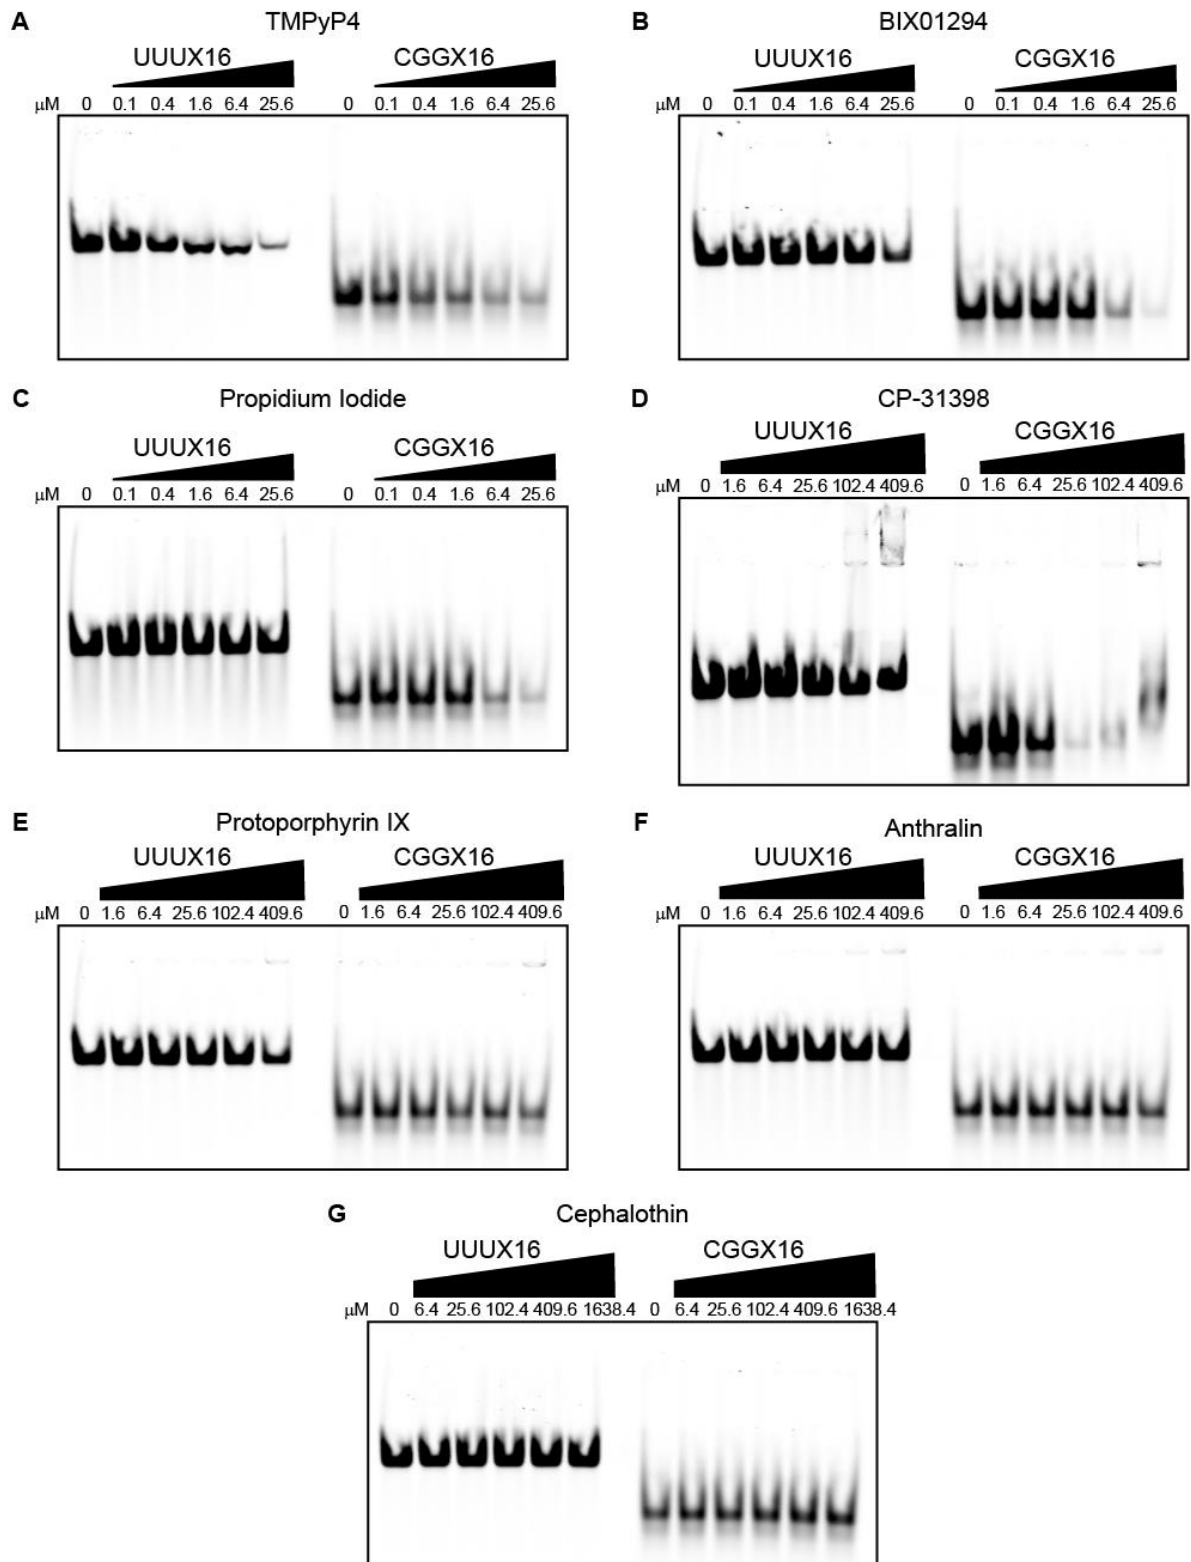 A TMPyP4
UUUX16 CGGX16
μM 0 0.1 0.4 1.6 6.4 25.6 0 0.1 0.4 1.6 6.4 25.6
B BIX01294
UUUX16 CGGX16
μM 0 0.1 0.4 1.6 6.4 25.6 0 0.1 0.4 1.6 6.4 25.6
C Propidium Iodide
UUUX16 CGGX16
μM 0 0.1 0.4 1.6 6.4 25.6 0 0.1 0.4 1.6 6.4 25.6
D CP-31398
UUUX16 CGGX16
μM 0 1.6 6.4 25.6 102.4 409.6 0 1.6 6.4 25.6 102.4 409.6
E Protoporphyrin IX
UUUX16 CGGX16
μM 0 1.6 6.4 25.6 102.4 409.6 0 1.6 6.4 25.6 102.4 409.6
F Anthralin
UUUX16 CGGX16
μM 0 1.6 6.4 25.6 102.4 409.6 0 1.6 6.4 25.6 102.4 409.6
G Cephalothin
UUUX16 CGGX16
μM 0 6.4 25.6 102.4 409.6 1638.4 0 6.4 25.6 102.4 409.6 1638.4